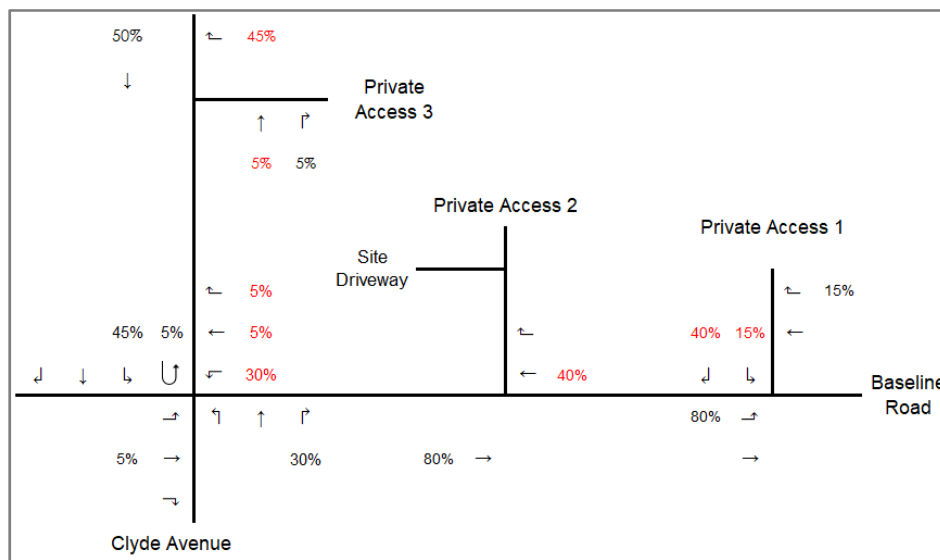 50% 45%
Private
Access 3
5% 5%
Private Access 2
Private Access 1
Site
Driveway
5% 15%
45% 5% 5% 40% 15%
30% 40%
Baseline
Road
80%
5% 30% 80%
Clyde Avenue